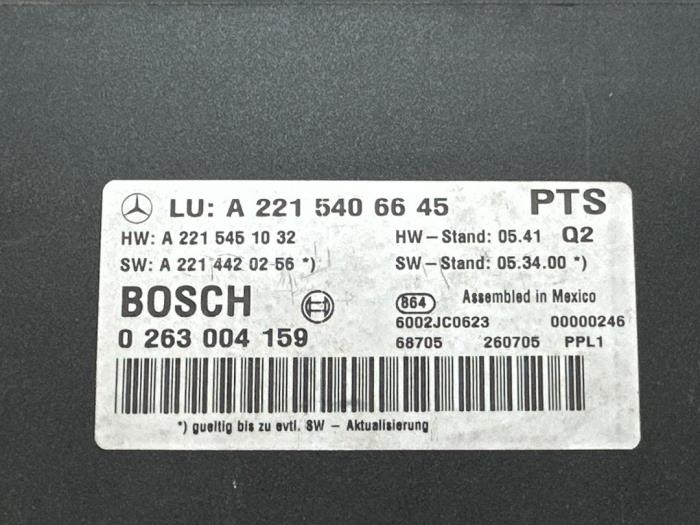 LU: A 221 540 66 45 PTS
HW: A 221 545 10 32 HW-Stand: 05.41 Q2
SW: A 221 442 02 56 *) SW-Stand: 05.34.00 *)
BOSCH 864 Assembled in Mexico
6002JC0623 00000246
0 263 004 159 68705 260705 PPL1
*) gueltig bis zu evtl. SW - Aktualisierung